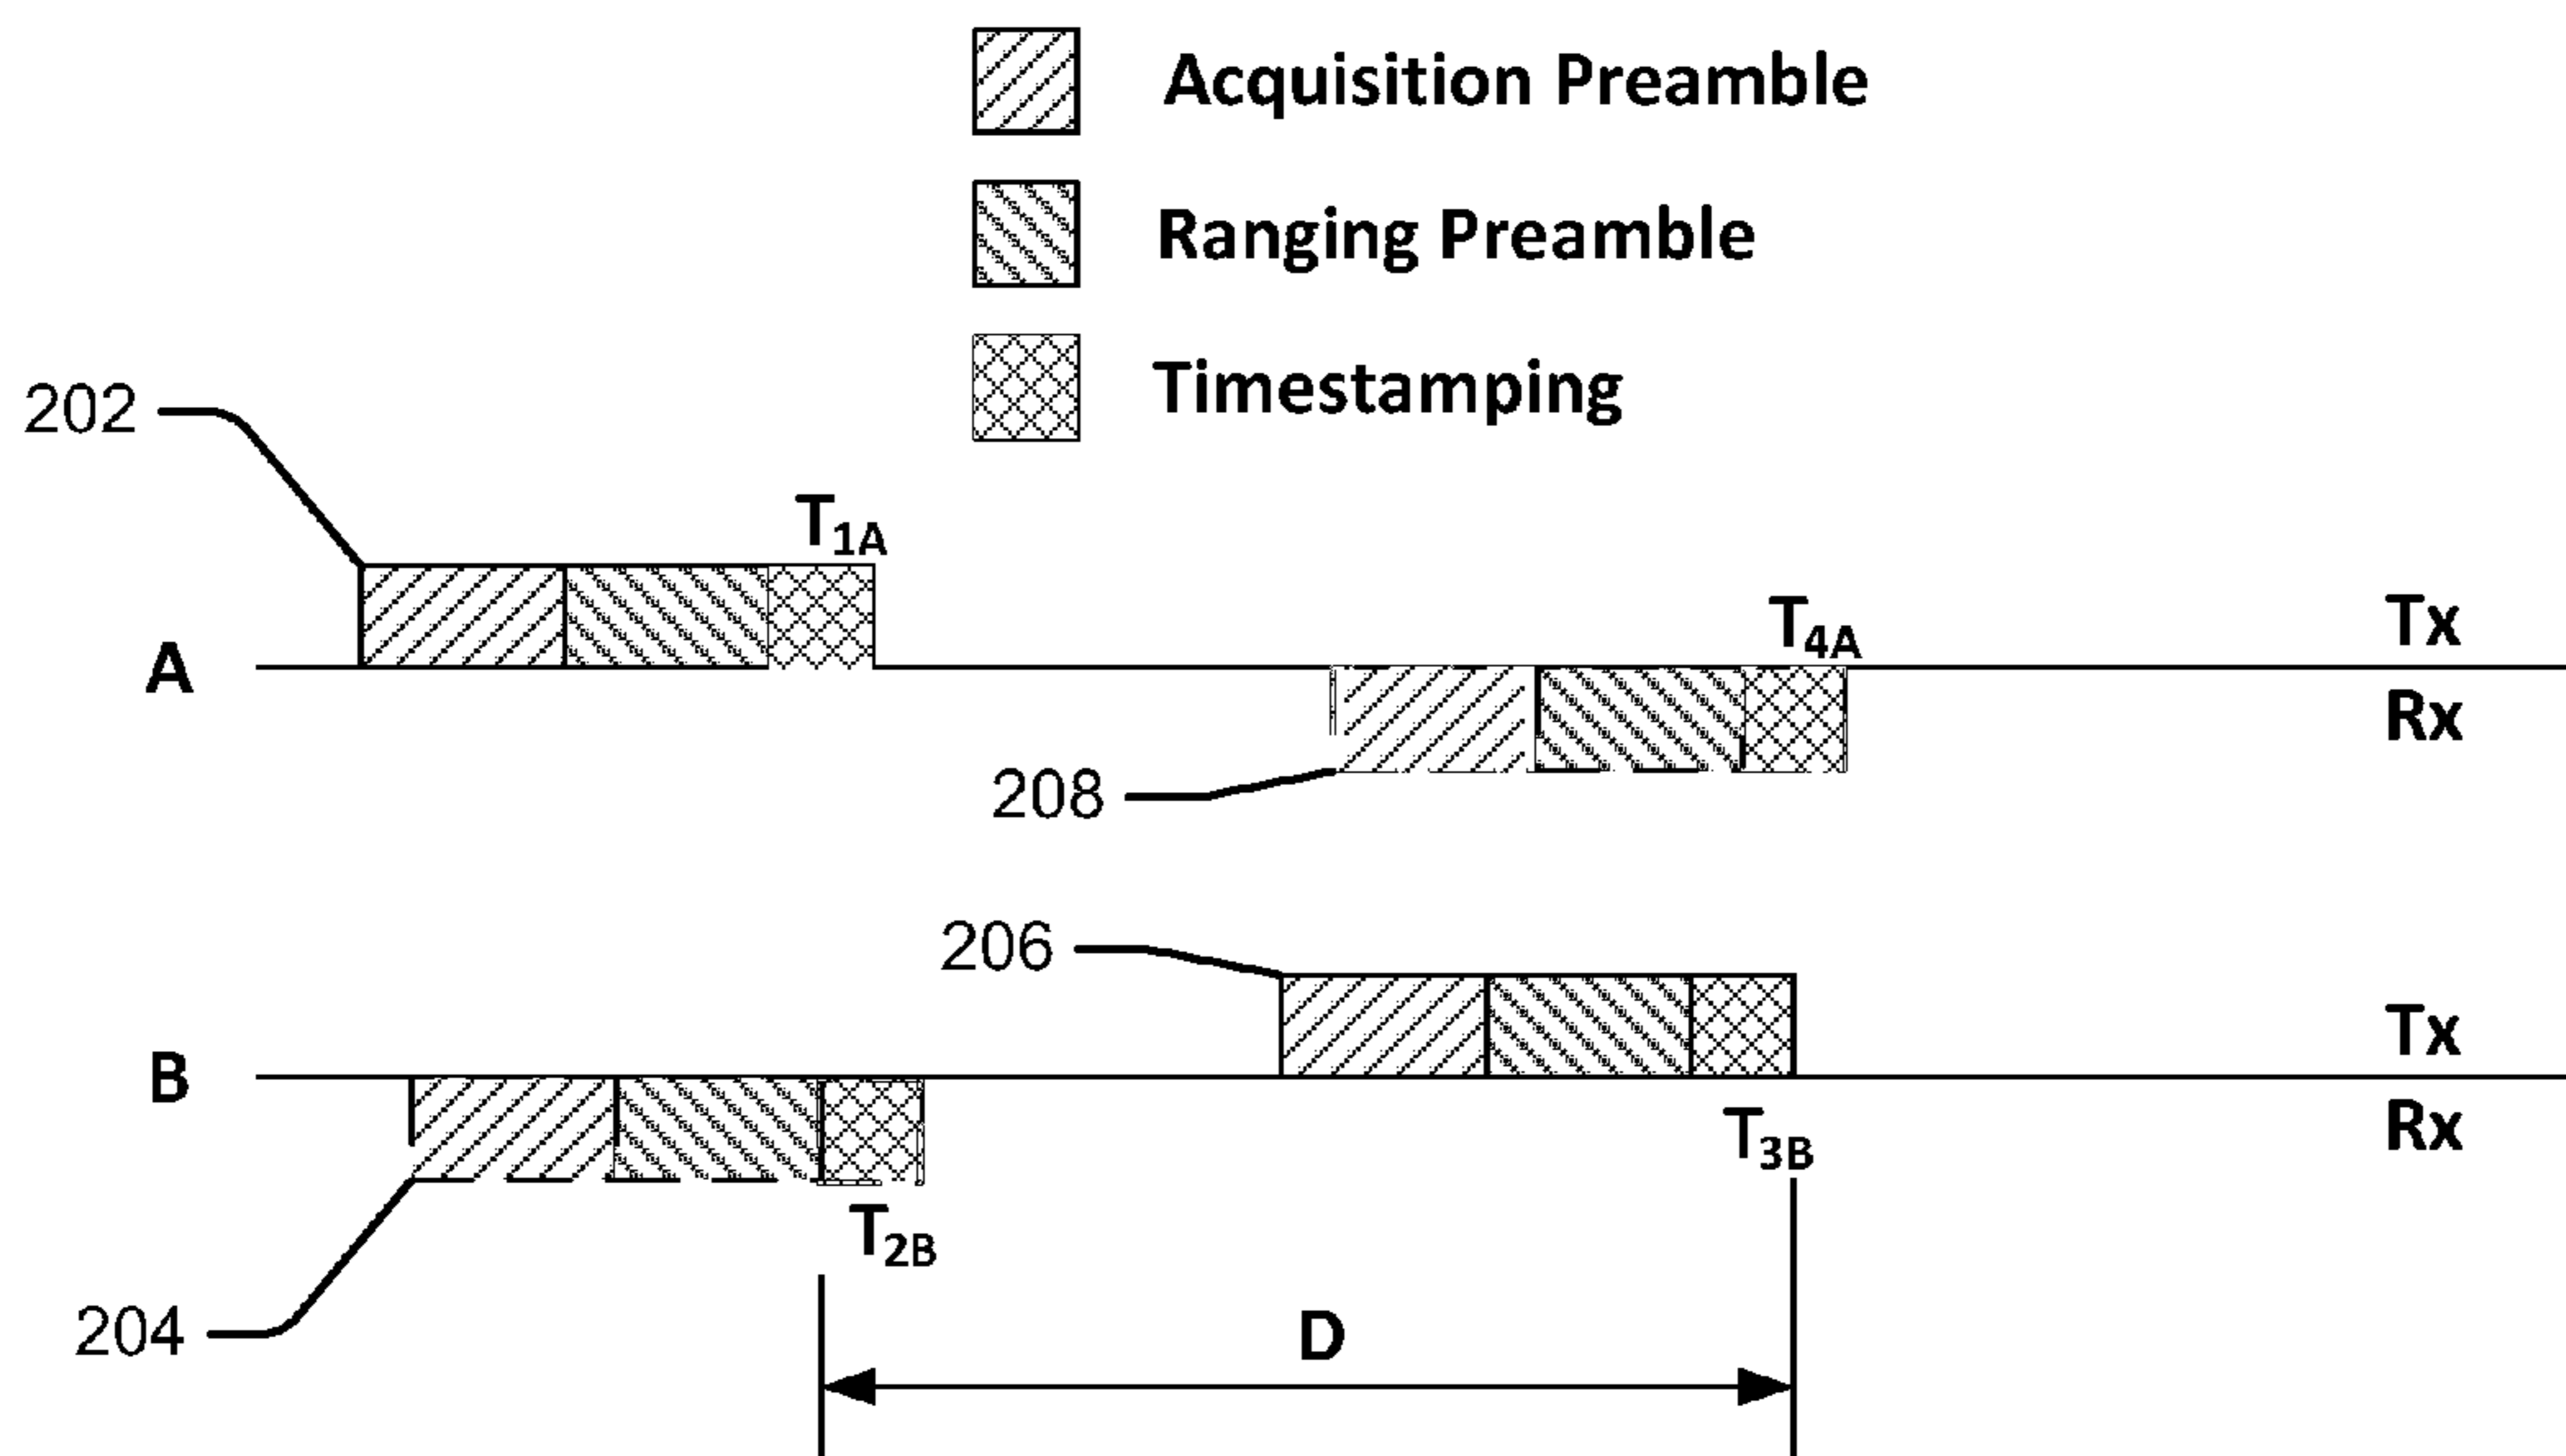 Acquisition Preamble
Ranging Preamble
Timestamping
202
T1A
A
T4A
Tx
Rx
208
206
B
Tx
Rx
T3B
T2B
204
D